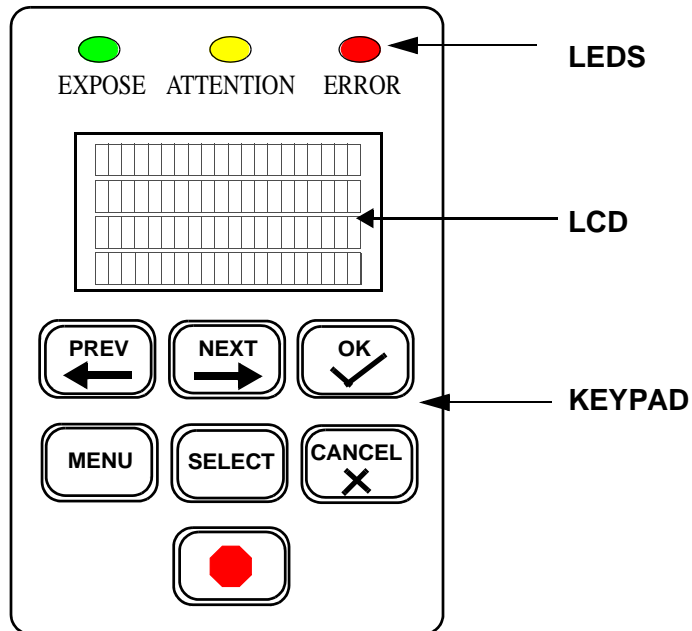 EXPOSE ATTENTION ERROR
LEDS
LCD
PREV NEXT OK
KEYPAD
MENU SELECT CANCEL